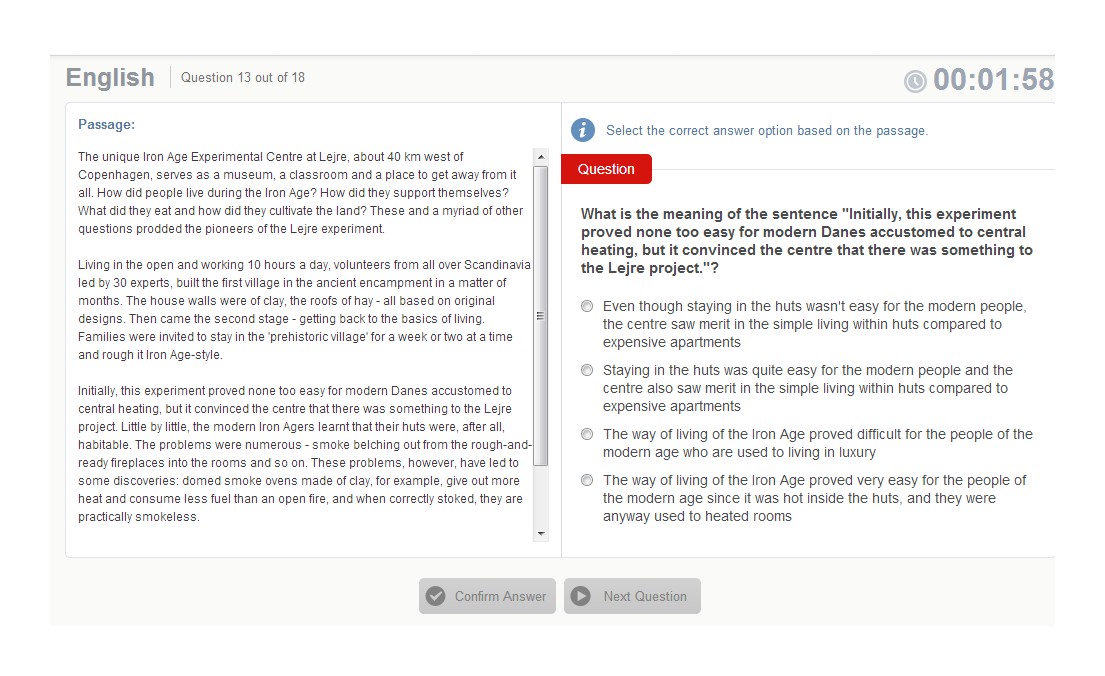 English
Question 13 out of 18
00:01:58
Passage:
The unique Iron Age Experimental Centre at Lejre, about 40 km west of
Copenhagen, serves as a museum, a classroom and a place to get away from it
all. How did people live during the Iron Age? How did they support themselves?
What did they eat and how did they cultivate the land? These and a myriad of other
questions prodded the pioneers of the Lejre experiment.
Living in the open and working 10 hours a day, volunteers from all over Scandinavia
led by 30 experts, built the first village in the ancient encampment in a matter of
months. The house walls were of clay, the roofs of hay - all based on original
designs. Then came the second stage - getting back to the basics of living.
Families were invited to stay in the 'prehistoric village' for a week or two at a time
and rough it Iron Age-style.
Initially, this experiment proved none too easy for modern Danes accustomed to
central heating, but it convinced the centre that there was something to the Lejre
project. Little by little, the modern Iron Agers learnt that their huts were, after all,
habitable. The problems were numerous - smoke belching out from the rough-and-
ready fireplaces into the rooms and so on. These problems, however, have led to
some discoveries: domed smoke ovens made of clay, for example, give out more
heat and consume less fuel than an open fire, and when correctly stoked, they are
practically smokeless.
Select the correct answer option based on the passage.
Question
What is the meaning of the sentence "Initially, this experiment
proved none too easy for modern Danes accustomed to central
heating, but it convinced the centre that there was something to
the Lejre project."?
Even though staying in the huts wasn't easy for the modern people,
the centre saw merit in the simple living within huts compared to
expensive apartments
Staying in the huts was quite easy for the modern people and the
centre also saw merit in the simple living within huts compared to
expensive apartments
The way of living of the Iron Age proved difficult for the people of the
modern age who are used to living in luxury
The way of living of the Iron Age proved very easy for the people of
the modern age since it was hot inside the huts, and they were
anyway used to heated rooms
Confirm Answer
Next Question